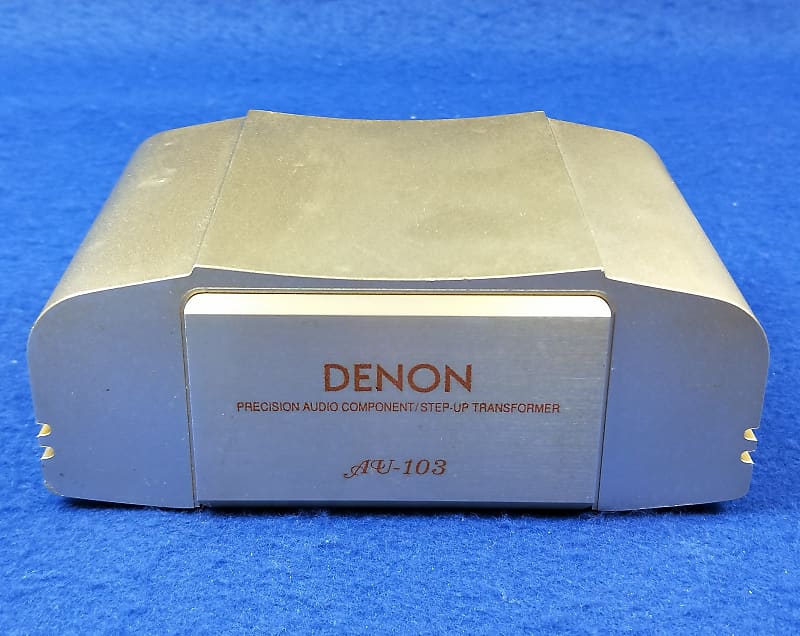 DENON
PRECISION AUDIO COMPONENT/STEP-UP TRANSFORMER
AU-103